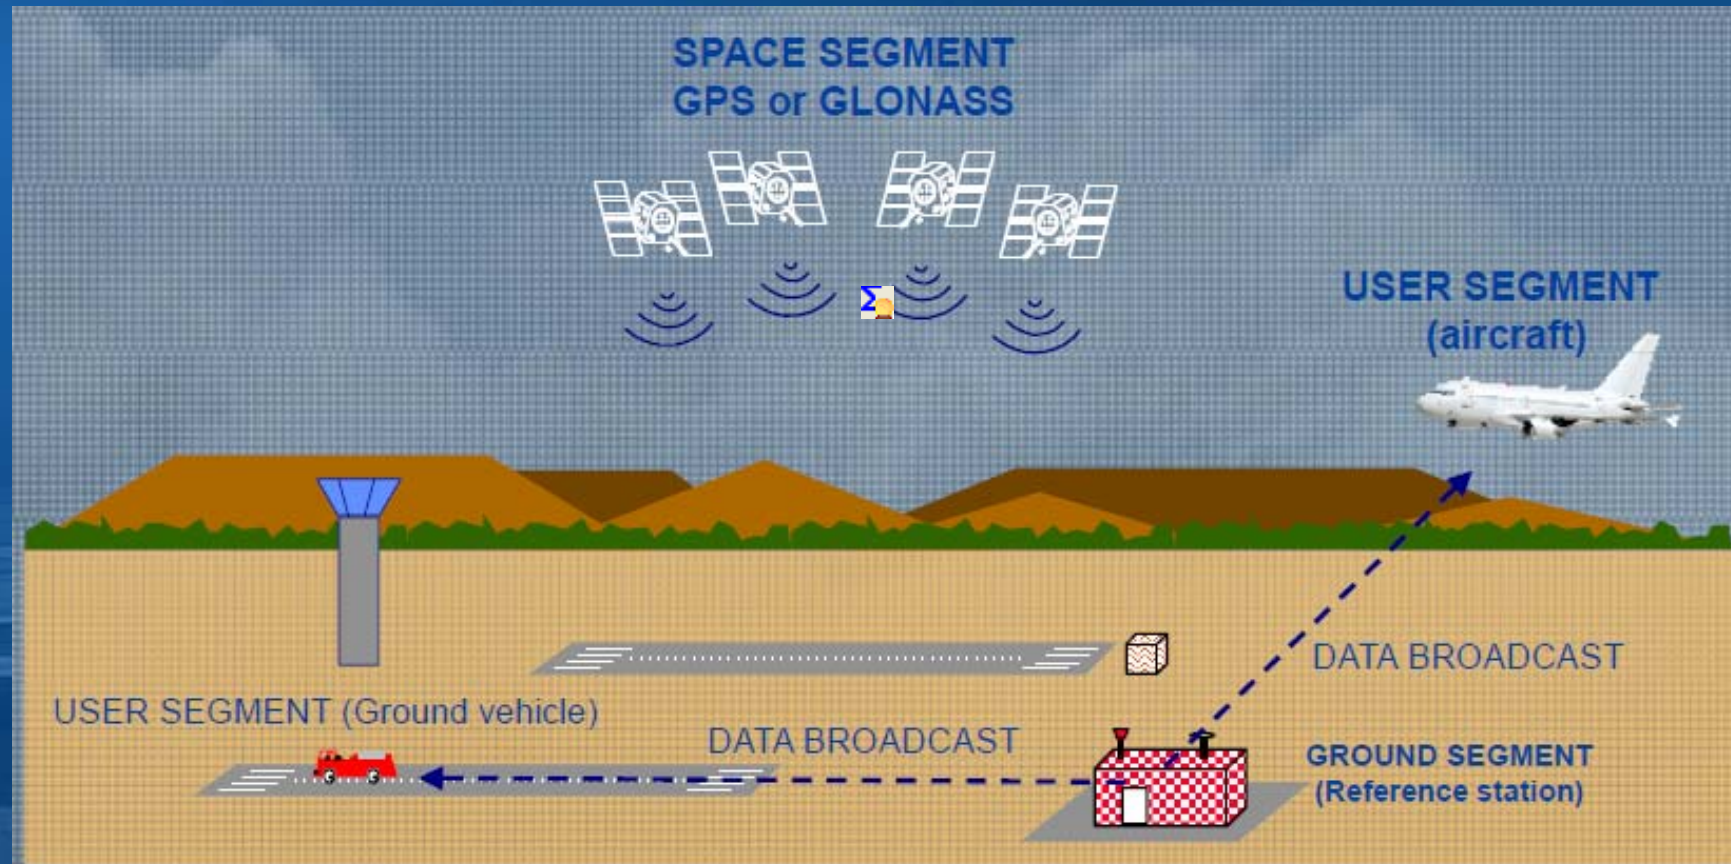 SPACE SEGMENT
GPS or GLONASS
Σ
USER SEGMENT
(aircraft)
DATA BROADCAST
USER SEGMENT (Ground vehicle)
DATA BROADCAST
GROUND SEGMENT
(Reference station)